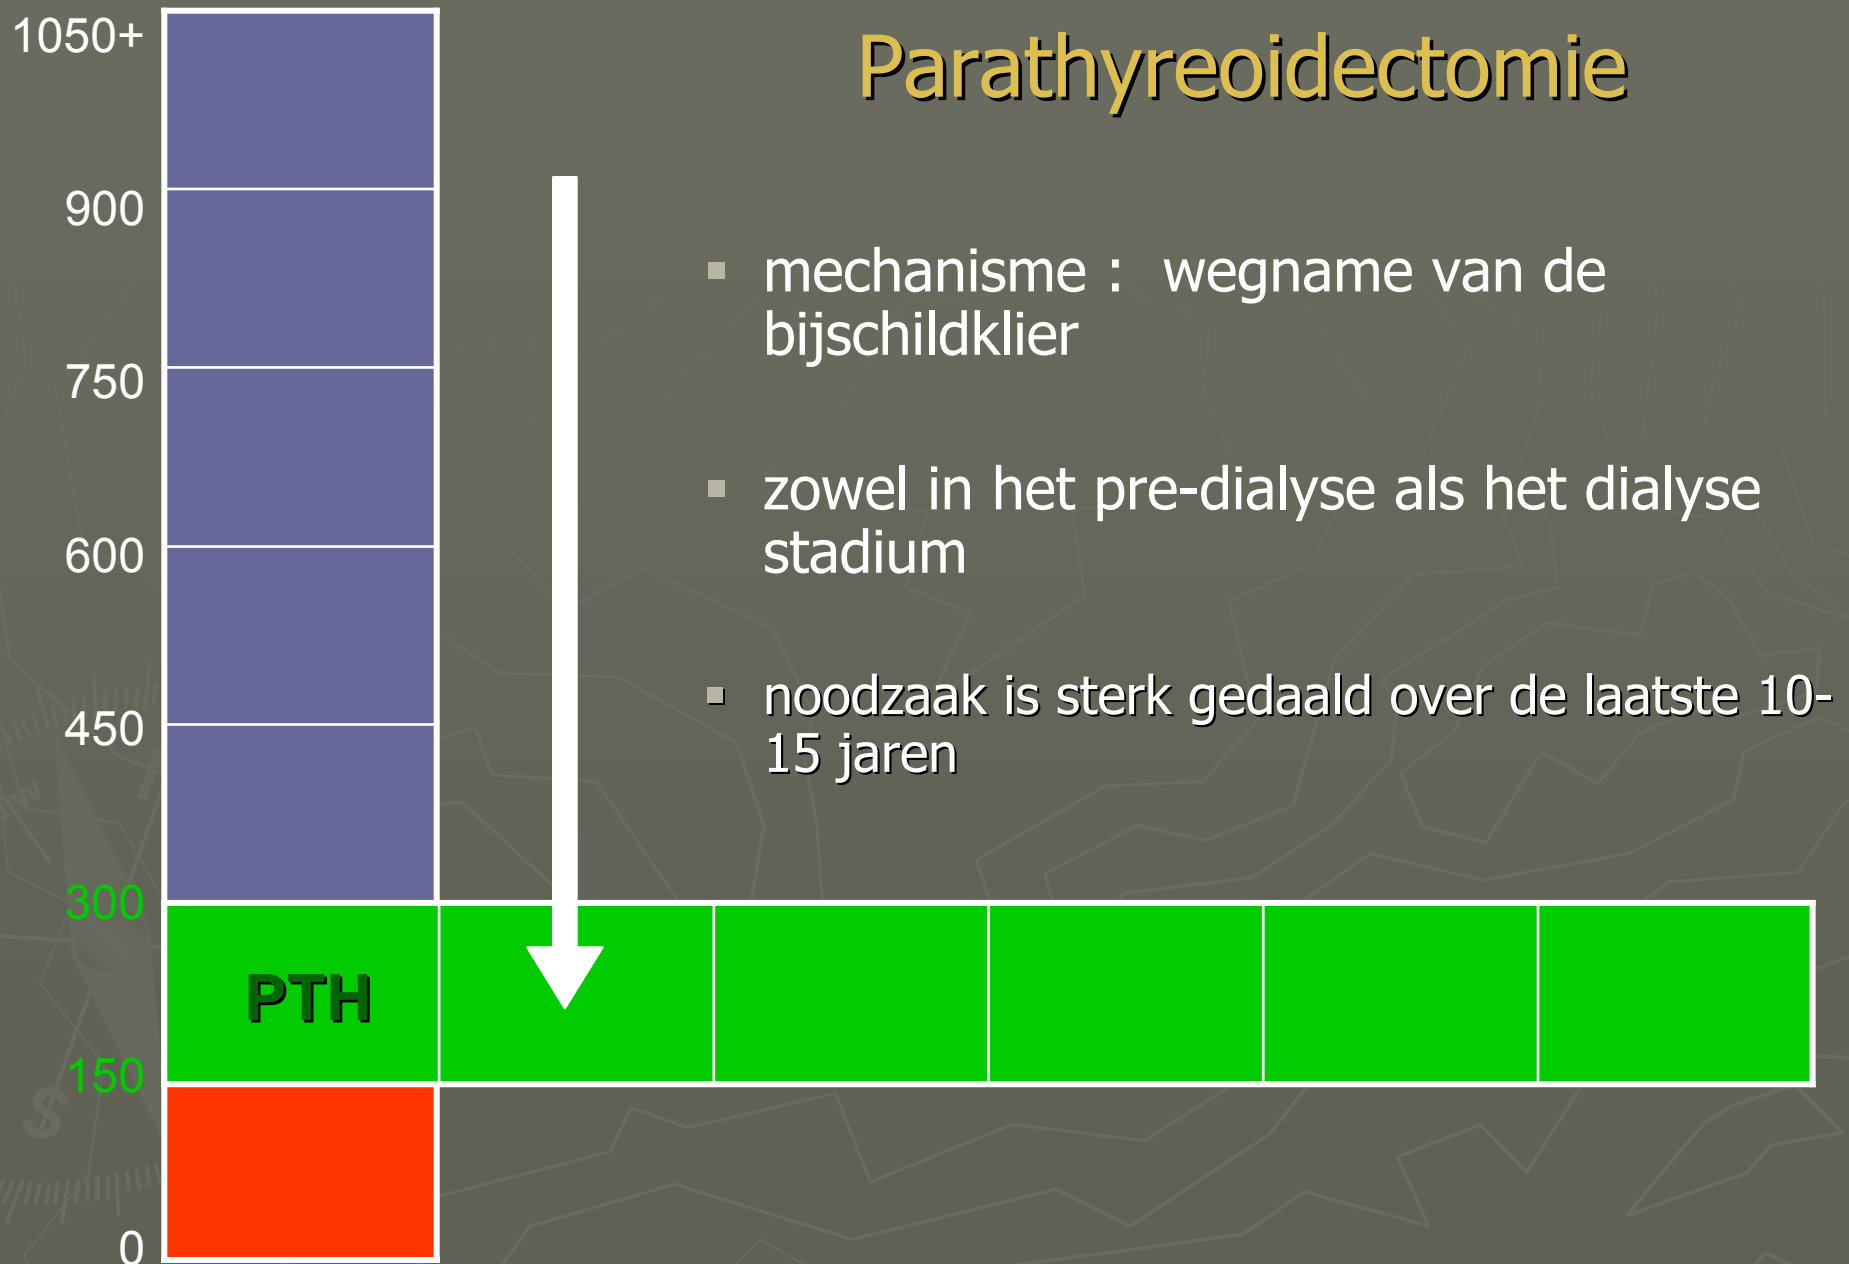 Parathyreoidectomie
1050+
900
750
600
450
300
150
0
mechanisme : wegname van de
bijschildklier
zowel in het pre-dialyse als het dialyse
stadium
noodzaak is sterk gedaald over de laatste 10-
15 jaren
PTH
S